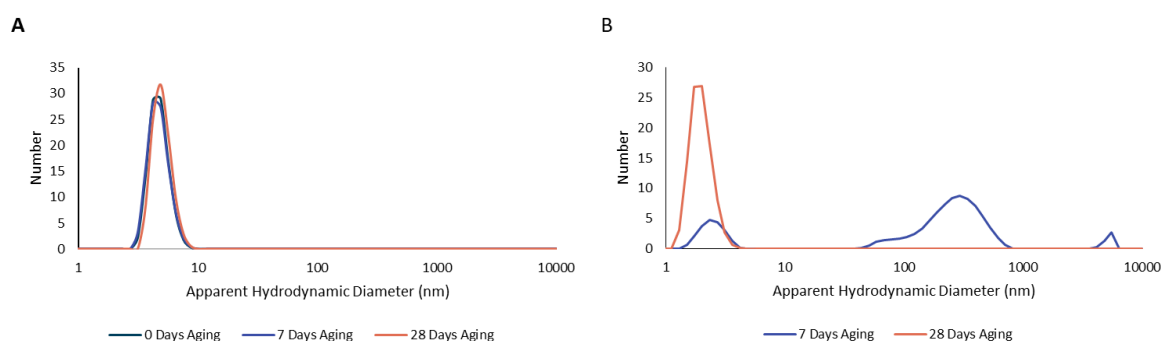 A
35
30
25
20
15
10
5
0
Number
1 10 100 1000 10000
Apparent Hydrodynamic Diameter (nm)
0 Days Aging 7 Days Aging 28 Days Aging
B
30
25
20
15
10
5
0
Number
1 10 100 1000 10000
Apparent Hydrodynamic Diameter (nm)
7 Days Aging 28 Days Aging